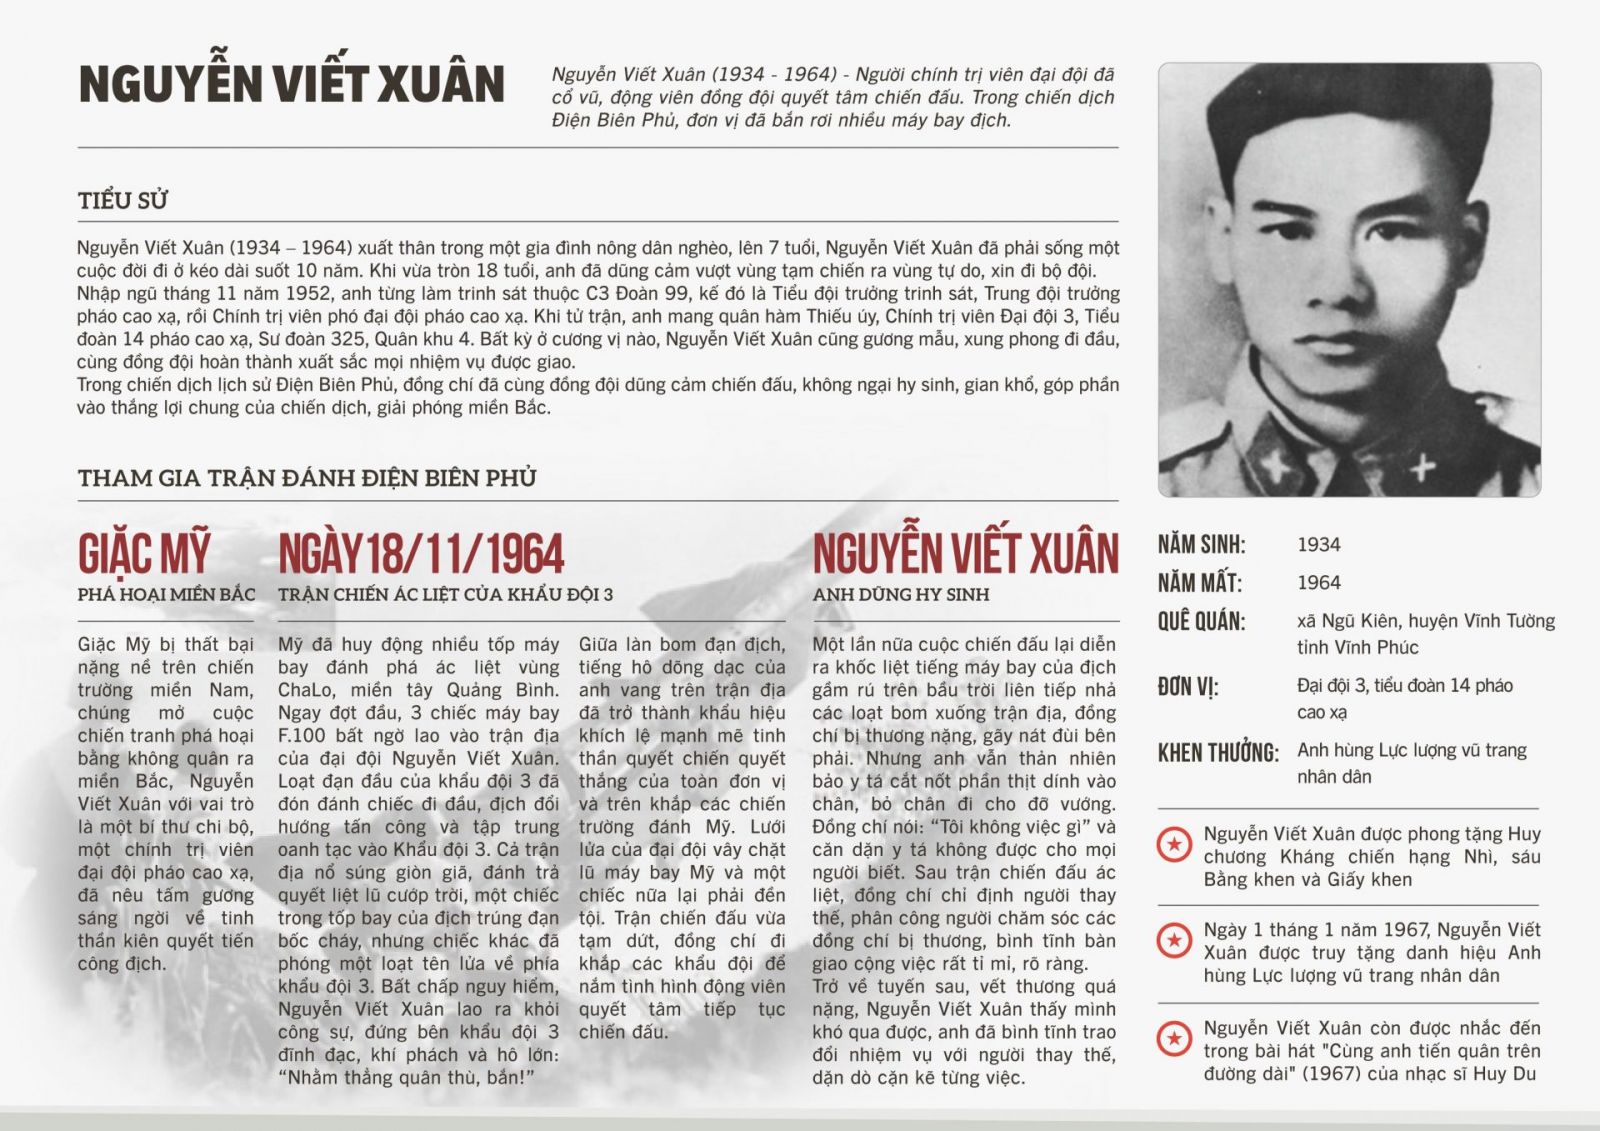 NGUYỄN VIẾT XUÂN
Nguyễn Viết Xuân (1934 - 1964) - Người chính trị viên đại đội đã
cổ vũ, động viên đồng đội quyết tâm chiến đấu. Trong chiến dịch
Điện Biên Phủ, đơn vị đã bắn rơi nhiều máy bay địch.
TIỂU SỬ
Nguyễn Viết Xuân (1934 – 1964) xuất thân trong một gia đình nông dân nghèo, lên 7 tuổi, Nguyễn Viết Xuân đã phải sống một
cuộc đời đi ở kéo dài suốt 10 năm. Khi vừa tròn 18 tuổi, anh đã dũng cảm vượt vùng tạm chiến ra vùng tự do, xin đi bộ đội.
Nhập ngũ tháng 11 năm 1952, anh từng làm trinh sát thuộc C3 Đoàn 99, kế đó là Tiểu đội trưởng trinh sát, Trung đội trưởng
pháo cao xạ, rồi Chính trị viên phó đại đội pháo cao xạ. Khi tử trận, anh mang quân hàm Thiếu úy, Chính trị viên Đại đội 3, Tiểu
đoàn 14 pháo cao xạ, Sư đoàn 325, Quân khu 4. Bất kỳ ở cương vị nào, Nguyễn Viết Xuân cũng gương mẫu, xung phong đi đầu,
cùng đồng đội hoàn thành xuất sắc mọi nhiệm vụ được giao.
Trong chiến dịch lịch sử Điện Biên Phủ, đồng chí đã cùng đồng đội dũng cảm chiến đấu, không ngại hy sinh, gian khổ, góp phần
vào thắng lợi chung của chiến dịch, giải phóng miền Bắc.
THAM GIA TRẬN ĐÁNH ĐIỆN BIÊN PHỦ
GIẶC MỸ
PHÁ HOẠI MIỀN BẮC
Giặc Mỹ bị thất bại
nặng nề trên chiến
trường miền Nam,
chúng mở cuộc
chiến tranh phá hoại
bằng không quân ra
miền Bắc, Nguyễn
Viết Xuân với vai trò
là một bí thư chi bộ,
một chính trị viên
đại đội pháo cao xạ,
đã nêu tấm gương
sáng ngời về tinh
thần kiên quyết tiến
công địch.
NGÀY18/11/1964
TRẬN CHIẾN ÁC LIỆT CỦA KHẨU ĐỘI 3
Mỹ đã huy động nhiều tốp máy
bay đánh phá ác liệt vùng
ChaLo, miền tây Quảng Bình.
Ngay đợt đầu, 3 chiếc máy bay
F.100 bất ngờ lao vào trận địa
của đại đội Nguyễn Viết Xuân.
Loạt đạn đầu của khẩu đội 3 đã
đón đánh chiếc đi đầu, địch đổi
hướng tấn công và tập trung
oanh tạc vào Khẩu đội 3. Cả trận
địa nổ súng giòn giã, đánh trả
quyết liệt lũ cướp trời, một chiếc
trong tốp bay của địch trúng đạn
bốc cháy, nhưng chiếc khác đã
phóng một loạt tên lửa về phía
khẩu đội 3. Bất chấp nguy hiểm,
Nguyễn Viết Xuân lao ra khỏi
công sự, đứng bên khẩu đội 3
đĩnh đạc, khí phách và hô lớn:
“Nhằm thẳng quân thù, bắn!”
Giữa làn bom đạn địch,
tiếng hô dõng dạc của
anh vang trên trận địa
đã trở thành khẩu hiệu
khích lệ mạnh mẽ tinh
thần quyết chiến quyết
thắng của toàn đơn vị
và trên khắp các chiến
trường đánh Mỹ. Lưới
lửa của đại đội vây chặt
lũ máy bay Mỹ và một
chiếc nữa lại phải đền
tội. Trận chiến đấu vừa
tạm dứt, đồng chí đi
khắp các khẩu đội để
nắm tình hình động viên
quyết tâm tiếp tục
chiến đấu.
NGUYỄN VIẾT XUÂN
ANH DŨNG HY SINH
Một lần nữa cuộc chiến đấu lại diễn
ra khốc liệt tiếng máy bay của địch
gầm rú trên bầu trời liên tiếp nhả
các loạt bom xuống trận địa, đồng
chí bị thương nặng, gãy nát đùi bên
phải. Nhưng anh vẫn thản nhiên
bảo y tá cắt nốt phần thịt dính vào
chân, bỏ chân đi cho đỡ vướng.
Đồng chí nói: “Tôi không việc gì” và
căn dặn y tá không được cho mọi
người biết. Sau trận chiến đấu ác
liệt, đồng chí chỉ định người thay
thế, phân công người chăm sóc các
đồng chí bị thương, bình tĩnh bàn
giao cộng việc rất tỉ mỉ, rõ ràng.
Trở về tuyến sau, vết thương quá
nặng, Nguyễn Viết Xuân thấy mình
khó qua được, anh đã bình tĩnh trao
đổi nhiệm vụ với người thay thế,
dặn dò cặn kẽ từng việc.
NĂM SINH: 1934
NĂM MẤT: 1964
QUÊ QUÁN: xã Ngũ Kiên, huyện Vĩnh Tường
tỉnh Vĩnh Phúc
ĐƠN VỊ: Đại đội 3, tiểu đoàn 14 pháo
cao xạ
KHEN THƯỞNG: Anh hùng Lực lượng vũ trang
nhân dân
Nguyễn Viết Xuân được phong tặng Huy
chương Kháng chiến hạng Nhì, sáu
Bằng khen và Giấy khen
Ngày 1 tháng 1 năm 1967, Nguyễn Viết
Xuân được truy tặng danh hiệu Anh
hùng Lực lượng vũ trang nhân dân
Nguyễn Viết Xuân còn được nhắc đến
trong bài hát "Cùng anh tiến quân trên
đường dài" (1967) của nhạc sĩ Huy Du